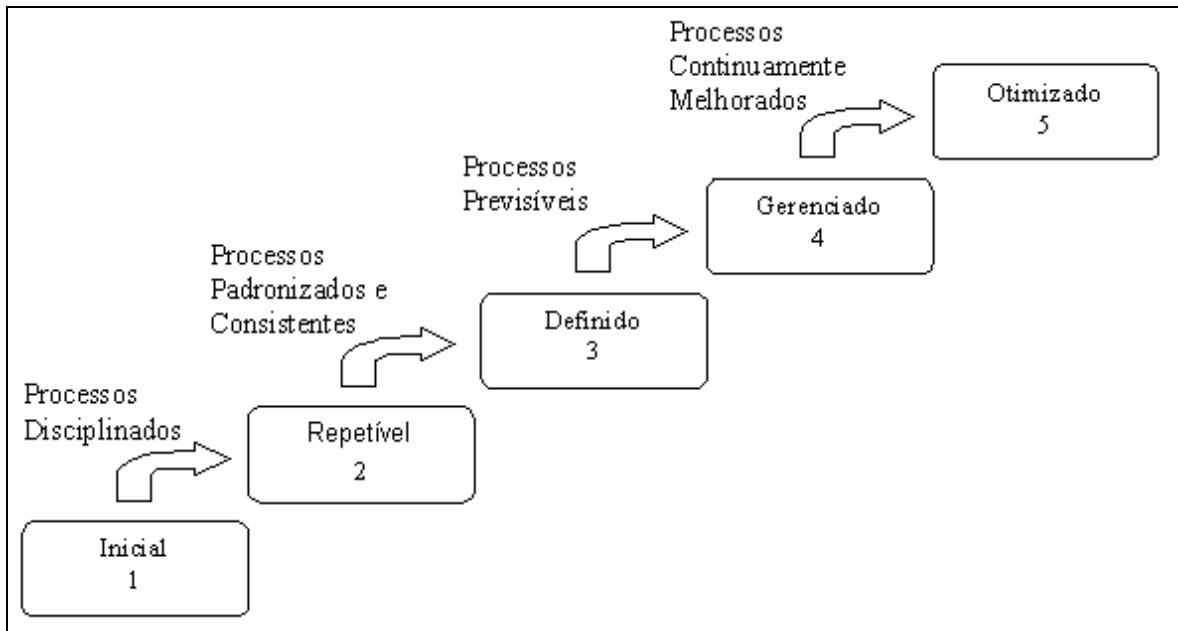 Processos
Continuamente
Melhorados
Otimizado
5
Processos
Previsíveis
Gerenciado
4
Processos
Padronizados e
Consistentes
Definido
3
Processos
Disciplinados
Repetível
2
Inicial
1